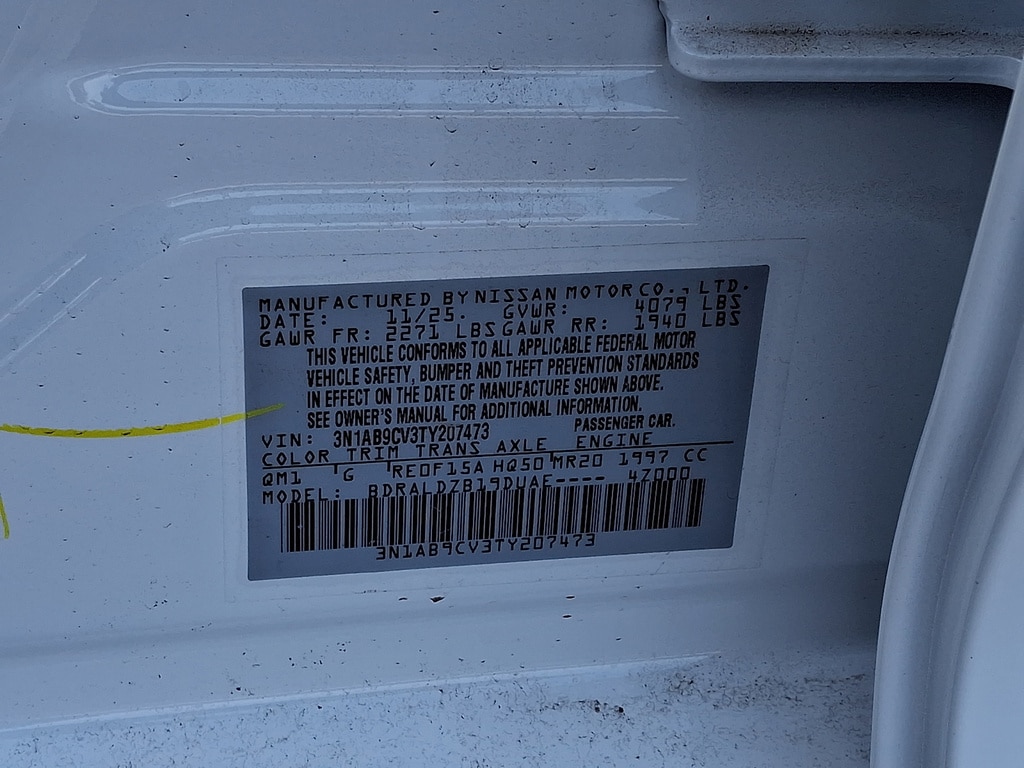 MANUFACTURED BY NISSAN MOTOR CO., LTD.
DATE: 11/25. GVWR: 4079 LBS
GAWR FR: 2271 LBS GAWR RR: 1940 LBS
THIS VEHICLE CONFORMS TO ALL APPLICABLE FEDERAL MOTOR
VEHICLE SAFETY, BUMPER AND THEFT PREVENTION STANDARDS
IN EFFECT ON THE DATE OF MANUFACTURE SHOWN ABOVE.
SEE OWNER'S MANUAL FOR ADDITIONAL INFORMATION.
VIN: 3N1AB9CV3TY207473 PASSENGER CAR.
COLOR TRIM TRANS AXLE ENGINE
QM1 G RE0F15A HQ50 MR20 1997 CC
MODEL: BDRALDZB19DUAE---- 4Z000
3N1AB9CV3TY207473